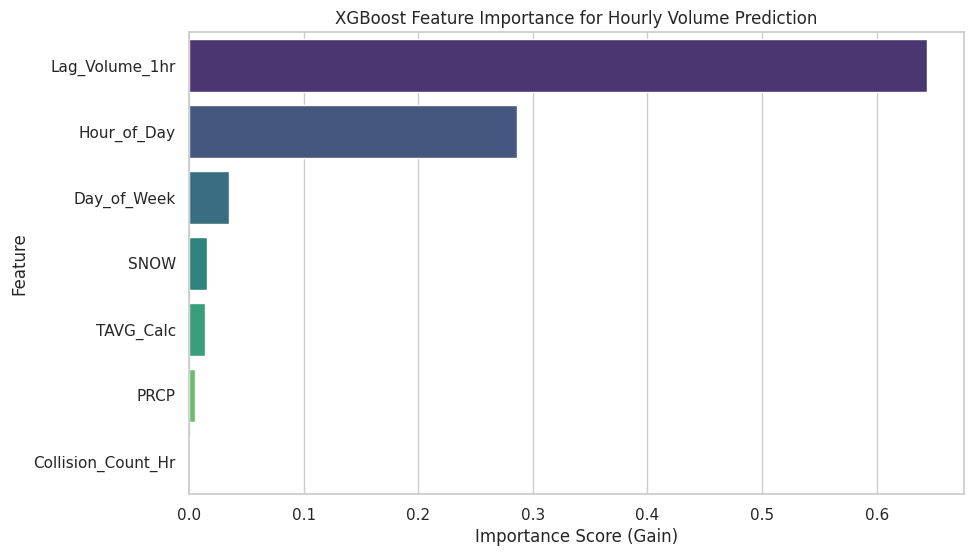 XGBoost Feature Importance for Hourly Volume Prediction
Feature
Lag_Volume_1hr
Hour_of_Day
Day_of_Week
SNOW
TAVG_Calc
PRCP
Collision_Count_Hr
0.0 0.1 0.2 0.3 0.4 0.5 0.6
Importance Score (Gain)